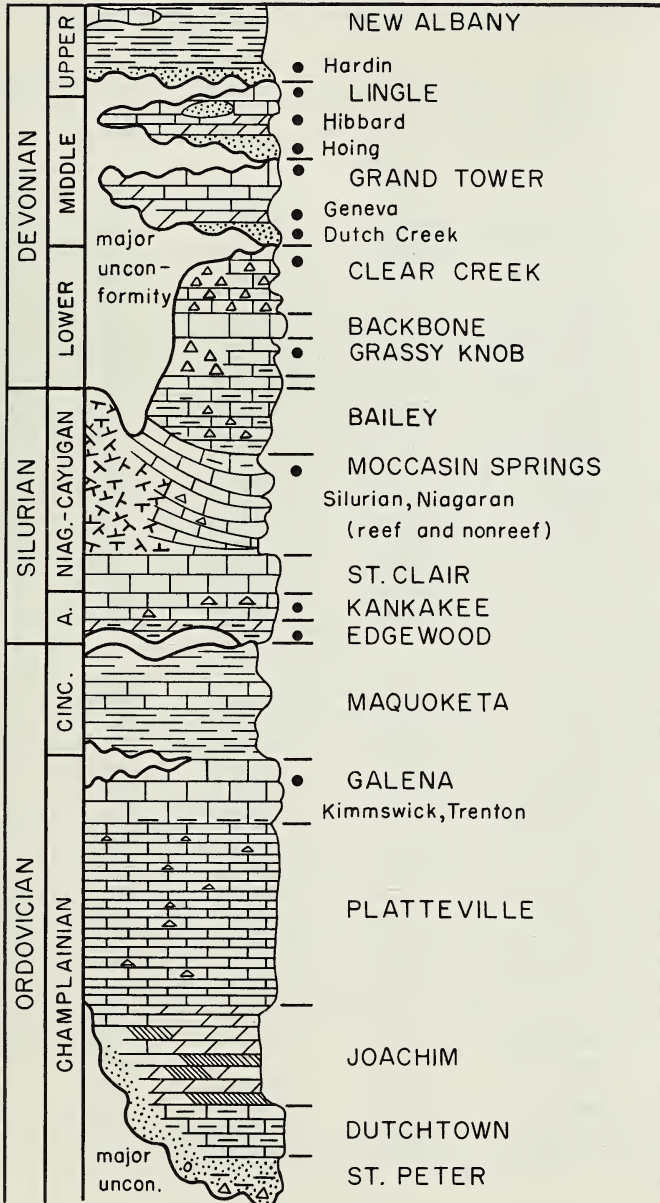 DEVONIAN
UPPER
MIDDLE
LOWER
SILURIAN
NIAG.-CAYUGAN
A.
ORDOVICIAN
CINC.
CHAMPLAINIAN
NEW ALBANY
Hardin
LINGLE
Hibbard
Hoing
GRAND TOWER
Geneva
Dutch Creek
major
uncon-
formity
CLEAR CREEK
BACKBONE
GRASSY KNOB
BAILEY
MOCCASIN SPRINGS
Silurian, Niagaran
(reef and nonreef)
ST. CLAIR
KANKAKEE
EDGEWOOD
MAQUOKETA
GALENA
Kimmswick, Trenton
PLATTEVILLE
JOACHIM
DUTCHTOWN
major
uncon.
ST. PETER